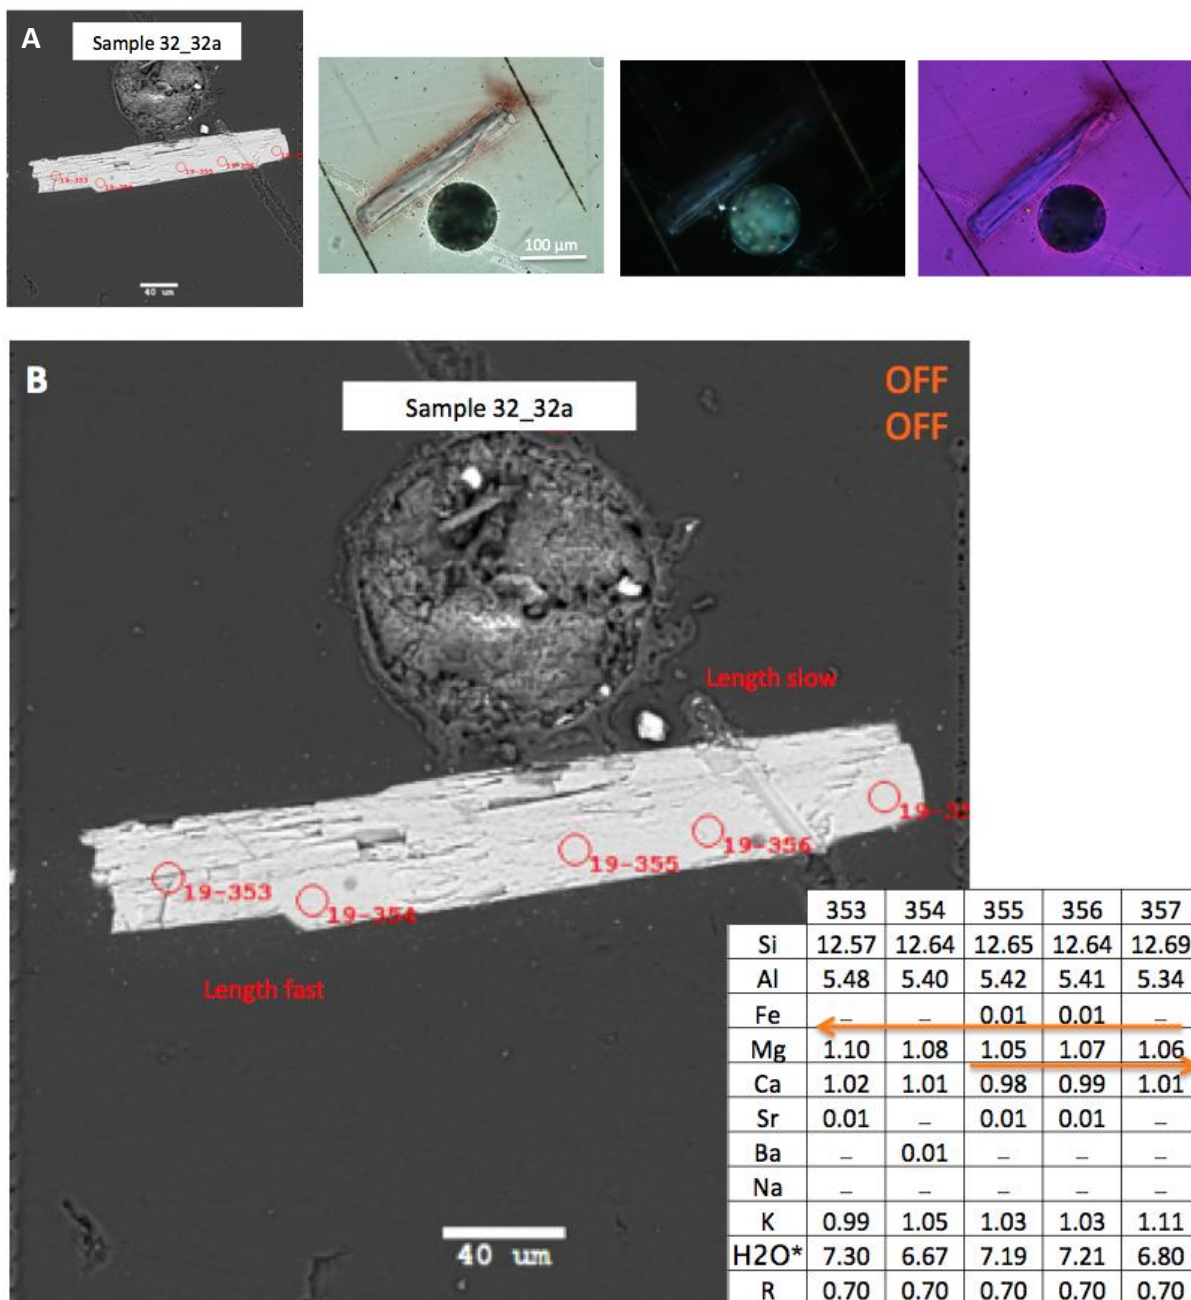 A
Sample 32_32a
19-353
19-355
40 um
100 μm
B
Sample 32_32a
OFF
OFF
Length slow
19-353
19-354
19-355
19-356
Length fast
40 um
353 354 355 356 357
Si 12.57 12.64 12.65 12.64 12.69
Al 5.48 5.40 5.42 5.41 5.34
Fe – – 0.01 0.01 –
Mg 1.10 1.08 1.05 1.07 1.06
Ca 1.02 1.01 0.98 0.99 1.01
Sr 0.01 – 0.01 0.01 –
Ba – 0.01 – – –
Na – – – – –
K 0.99 1.05 1.03 1.03 1.11
H2O* 7.30 6.67 7.19 7.21 6.80
R 0.70 0.70 0.70 0.70 0.70